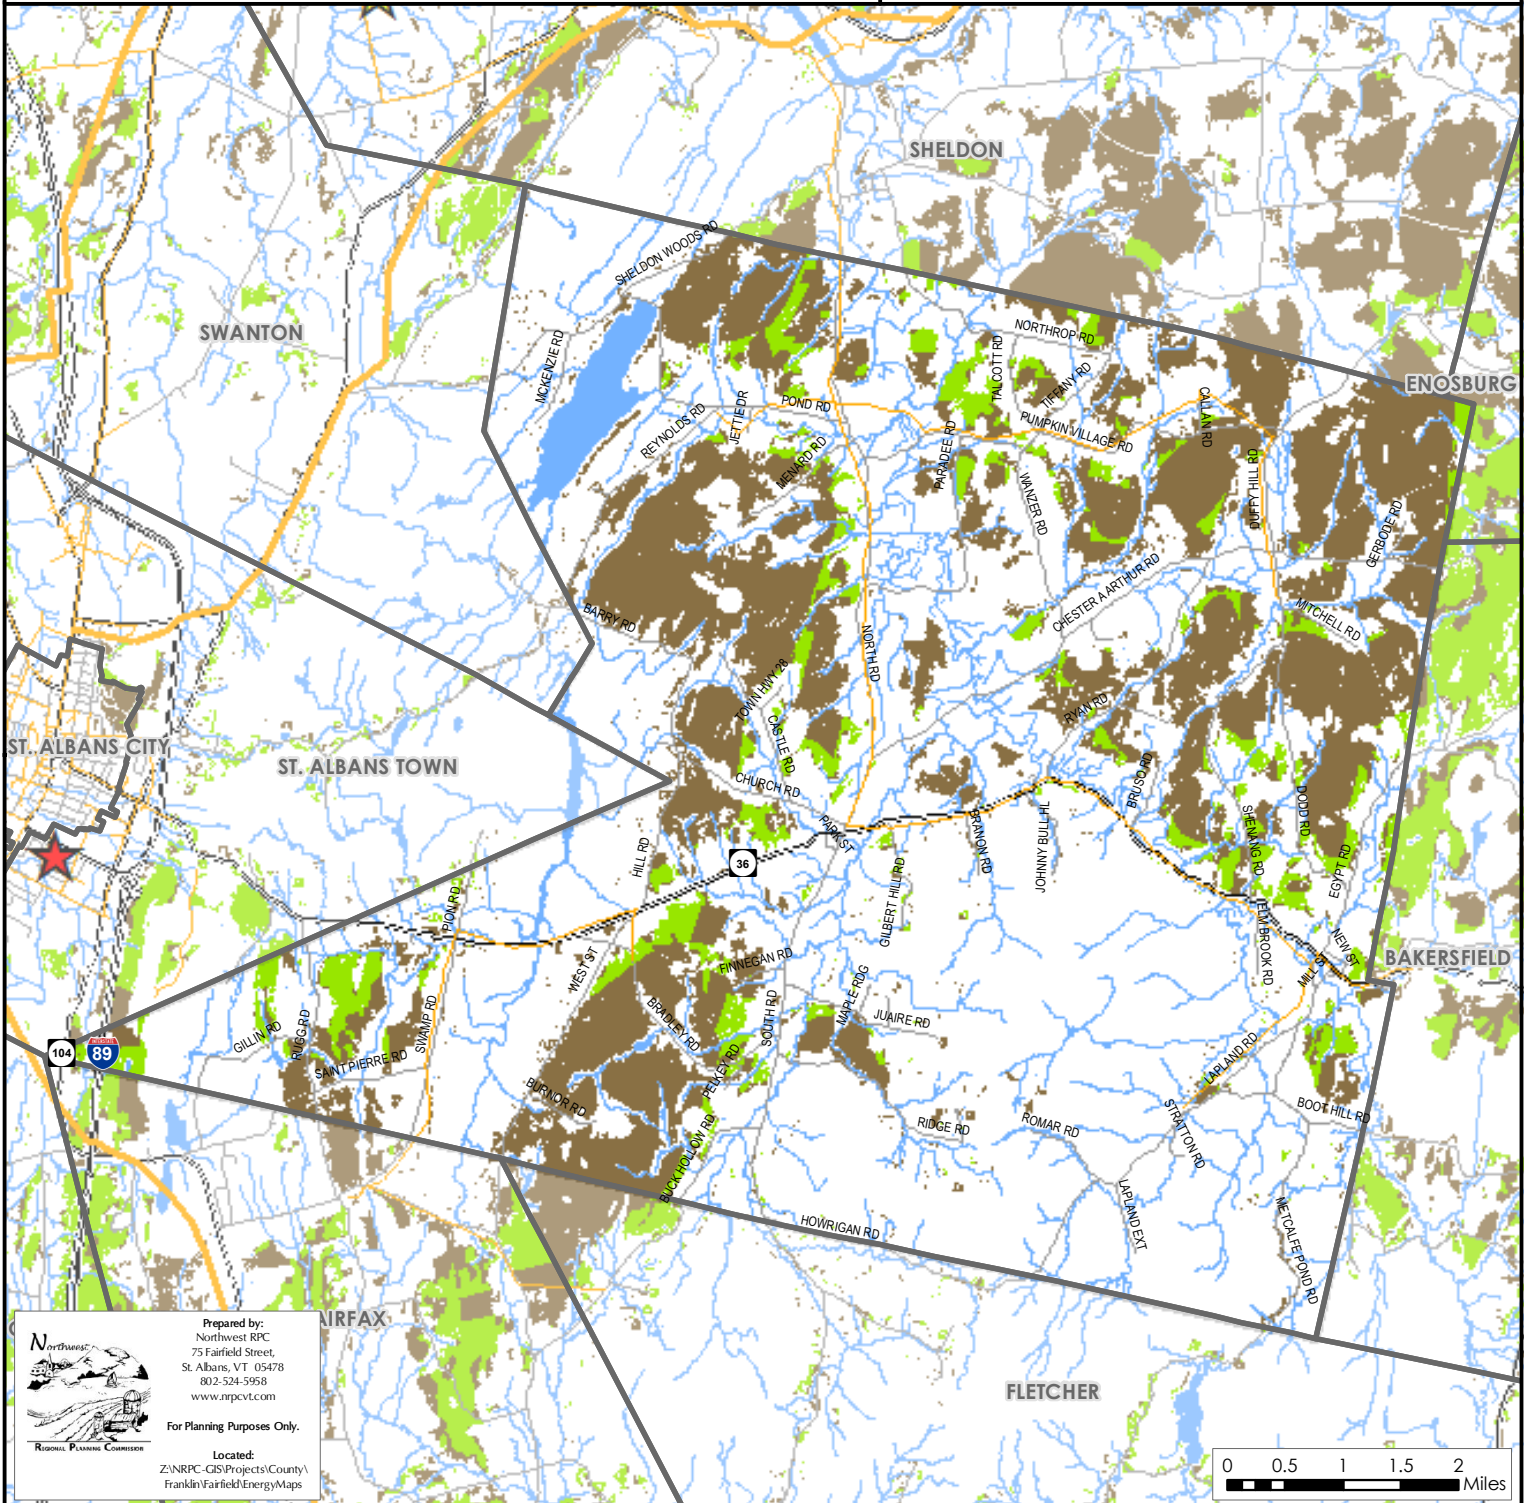 SHELDON
SWANTON
SHELDON WOODS RD
MCKENZIE RD
NORTHROP RD
TALCOTT RD
TIFFANY RD
ENOSBURG
CALLAN RD
POND RD
JETTIE DR
REYNOLDS RD
PUMPKIN VILLAGE RD
MENARD RD
PARADEE RD
WANZER RD
DUFFY HILL RD
GERBODE RD
CHESTER A ARTHUR RD
BARRY RD
MITCHELL RD
NORTH RD
TOWN HWY 28
RYAN RD
CASTLE RD
ST. ALBANS CITY
ST. ALBANS TOWN
CHURCH RD
BRUSO RD
DODD RD
PARK ST
BRANON RD
JOHNNY BULL HL
SHENANG RD
HILL RD
36
EGYPT RD
GILBERT HILL RD
PION RD
ELM BROOK RD
NEW ST
WEST ST
FINNEGAN RD
MILL S
BAKERSFIELD
MAPLE RDG
BRADLEY RD
SOUTH RD
JUAIRE RD
SWAMP RD
GILLIN RD
RUGG RD
104
89
SAINT PIERRE RD
PELKEY RD
LAPLAND RD
BURNOR RD
BOOT HILL RD
RIDGE RD
ROMAR RD
STRATTON RD
BUCK HOLLOW RD
LAPLAND EXT
METCALFE POND RD
HOWRIGAN RD
AIRFAX
FLETCHER
Northwest
REGIONAL PLANNING COMMISSION
Prepared by:
Northwest RPC
75 Fairfield Street,
St. Albans, VT 05478
802-524-5958
www.nrpcvt.com
For Planning Purposes Only.
Located:
Z:\NRPC-GIS\Projects\County\
Franklin\Fairfield\EnergyMaps
0 0.5 1 1.5 2
Miles